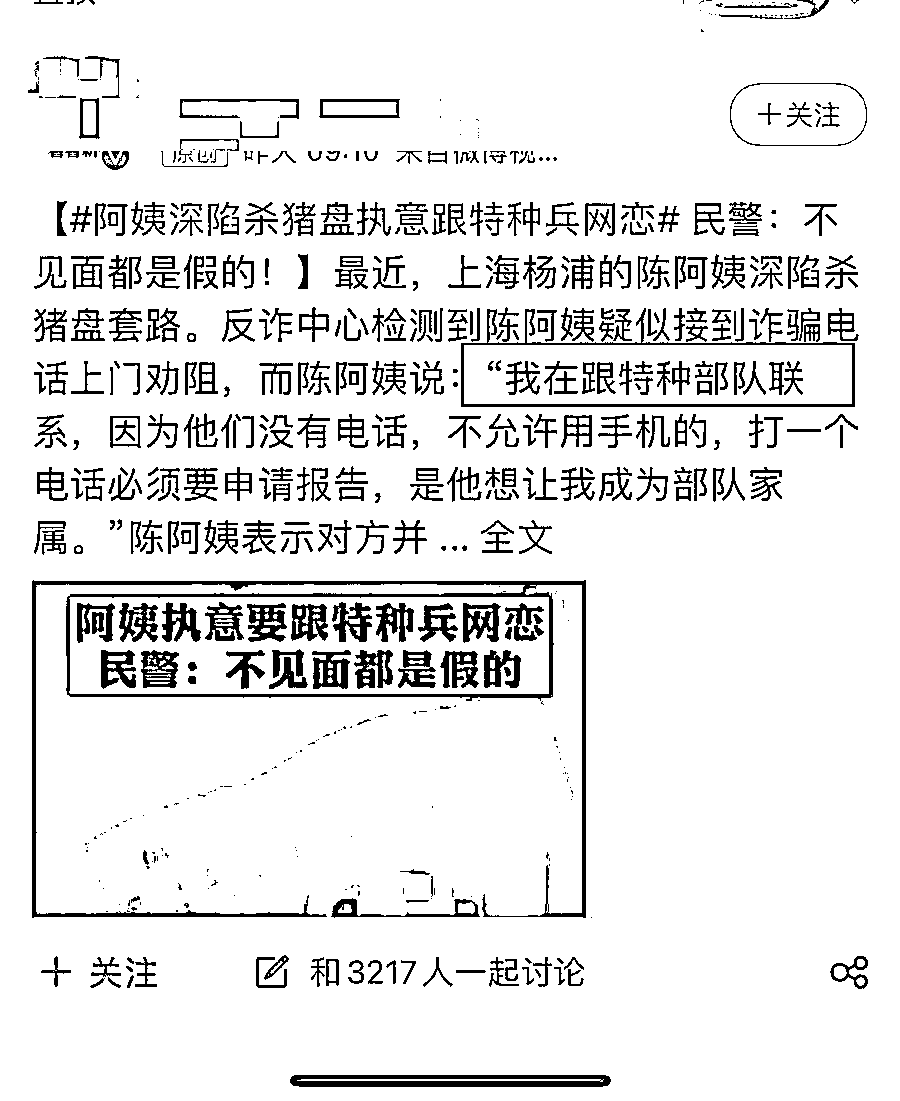 +关注
原创 昨天 09:10 来自微博视...
【#阿姨深陷杀猪盘执意跟特种兵网恋# 民警：不
见面都是假的！】最近，上海杨浦的陈阿姨深陷杀
猪盘套路。反诈中心检测到陈阿姨疑似接到诈骗电
话上门劝阻，而陈阿姨说：“我在跟特种部队联
系，因为他们没有电话，不允许用手机的，打一个
电话必须要申请报告，是他想让我成为部队家
属。”陈阿姨表示对方并 ... 全文
阿姨执意要跟特种兵网恋
民警：不见面都是假的
+ 关注 和3217人一起讨论